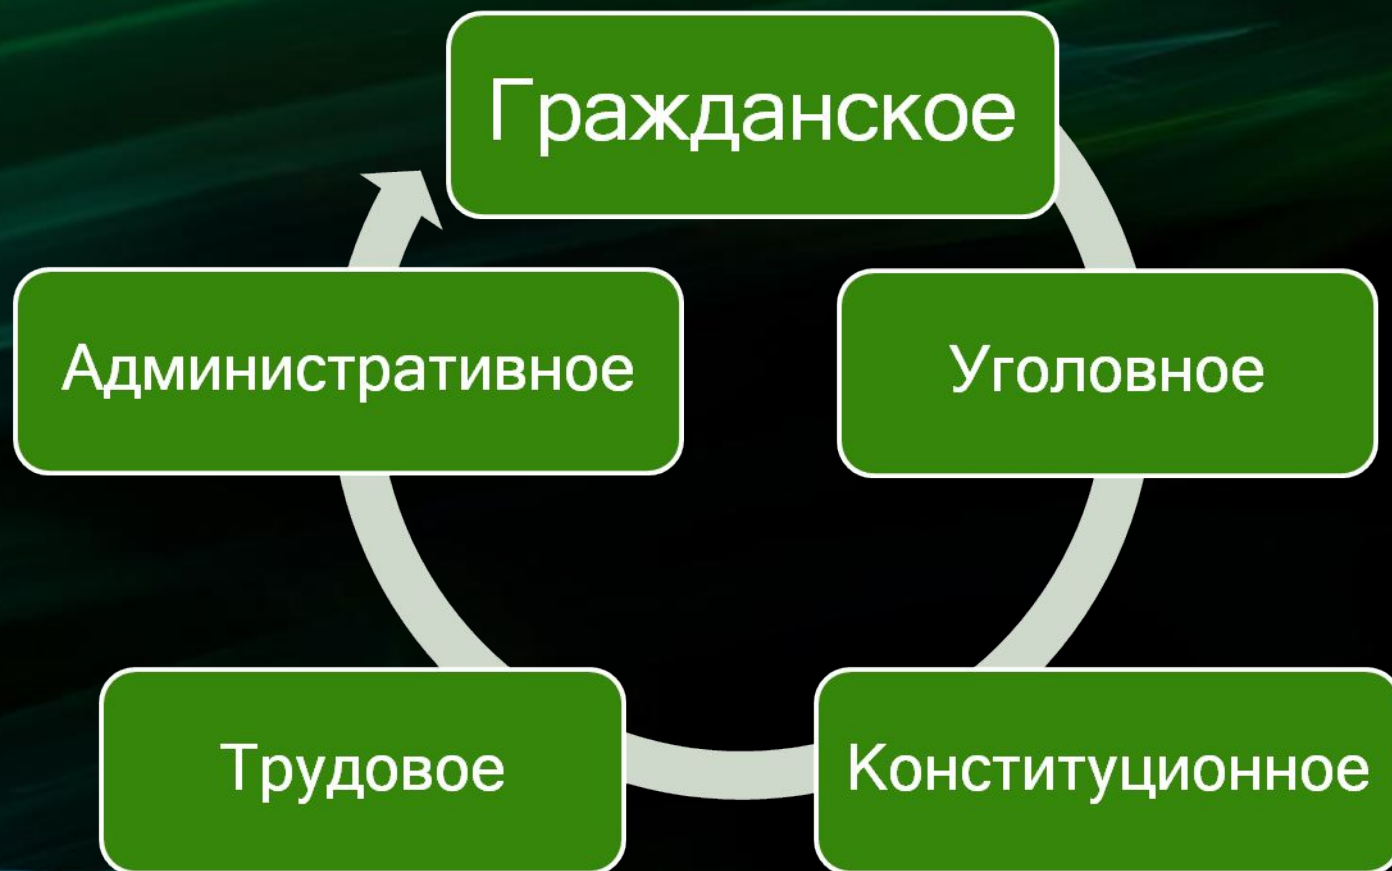 Гражданское
Административное
Уголовное
Трудовое
Конституционное